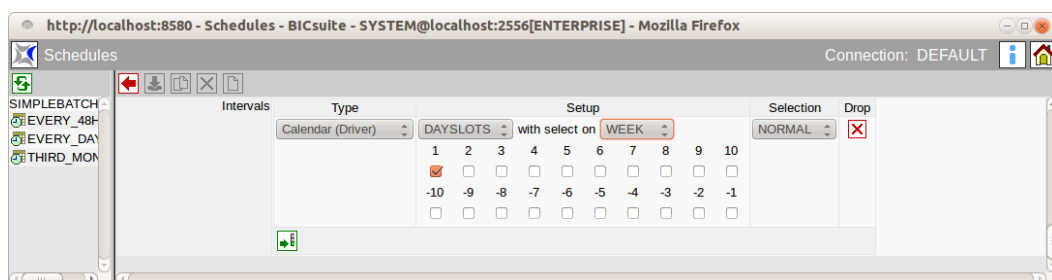 http://localhost:8580 - Schedules - BICsuite - SYSTEM@localhost:2556[ENTERPRISE] - Mozilla Firefox
Schedules Connection: DEFAULT
SIMPLEBATCH
EVERY_48H
EVERY_DAY
THIRD_MON
Intervals Type Setup Selection Drop
Calendar (Driver) DAYSLOTS with select on WEEK NORMAL
1 2 3 4 5 6 7 8 9 10
-10 -9 -8 -7 -6 -5 -4 -3 -2 -1